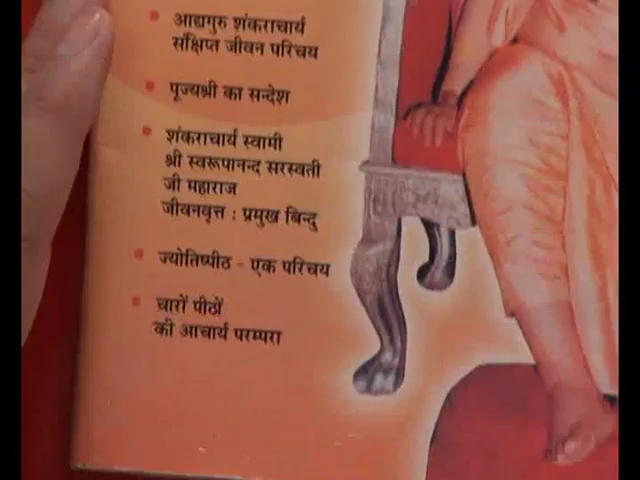 आद्यगुरु शंकराचार्य
संक्षिप्त जीवन परिचय
पूज्यश्री का सन्देश
शंकराचार्य स्वामी
श्री स्वरूपानन्द सरस्वती
जी महाराज
जीवनवृत्त : प्रमुख बिन्दु
ज्योतिष्पीठ - एक परिचय
चारों पीठों
की आचार्य परम्परा